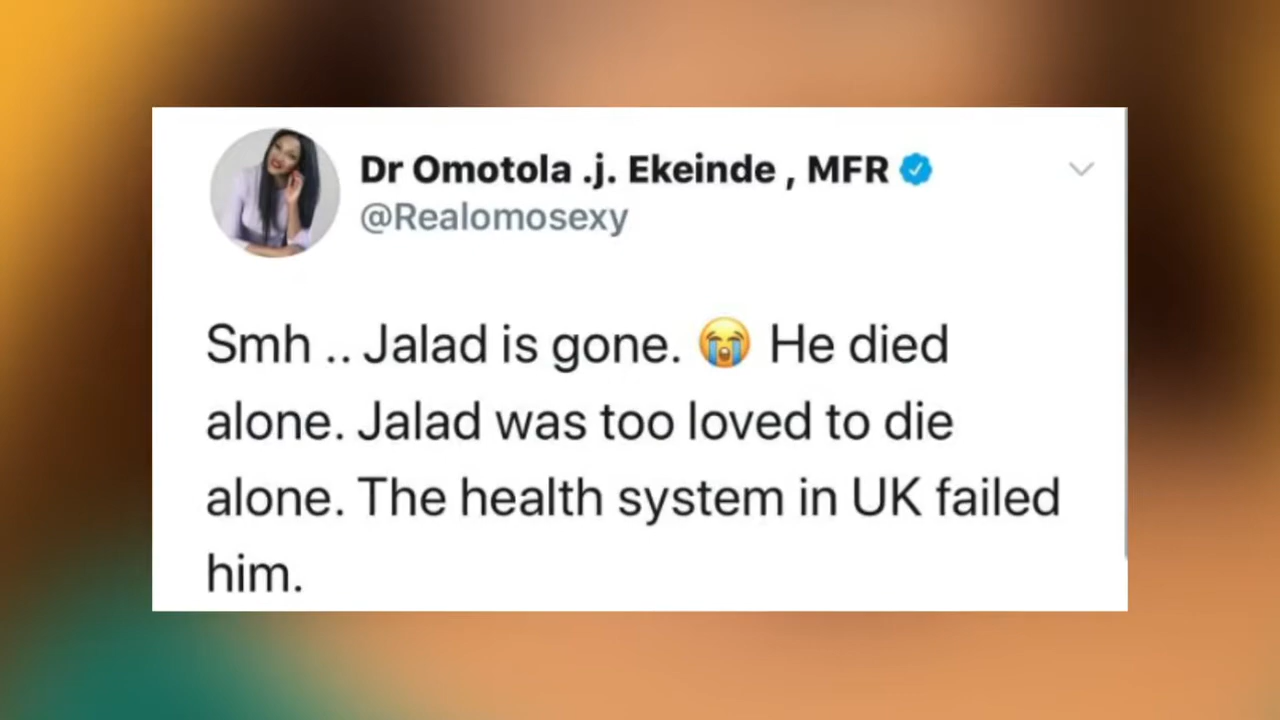 Dr Omotola .j. Ekeinde , MFR
@Realomosexy
Smh .. Jalad is gone. 😭 He died
alone. Jalad was too loved to die
alone. The health system in UK failed
him.